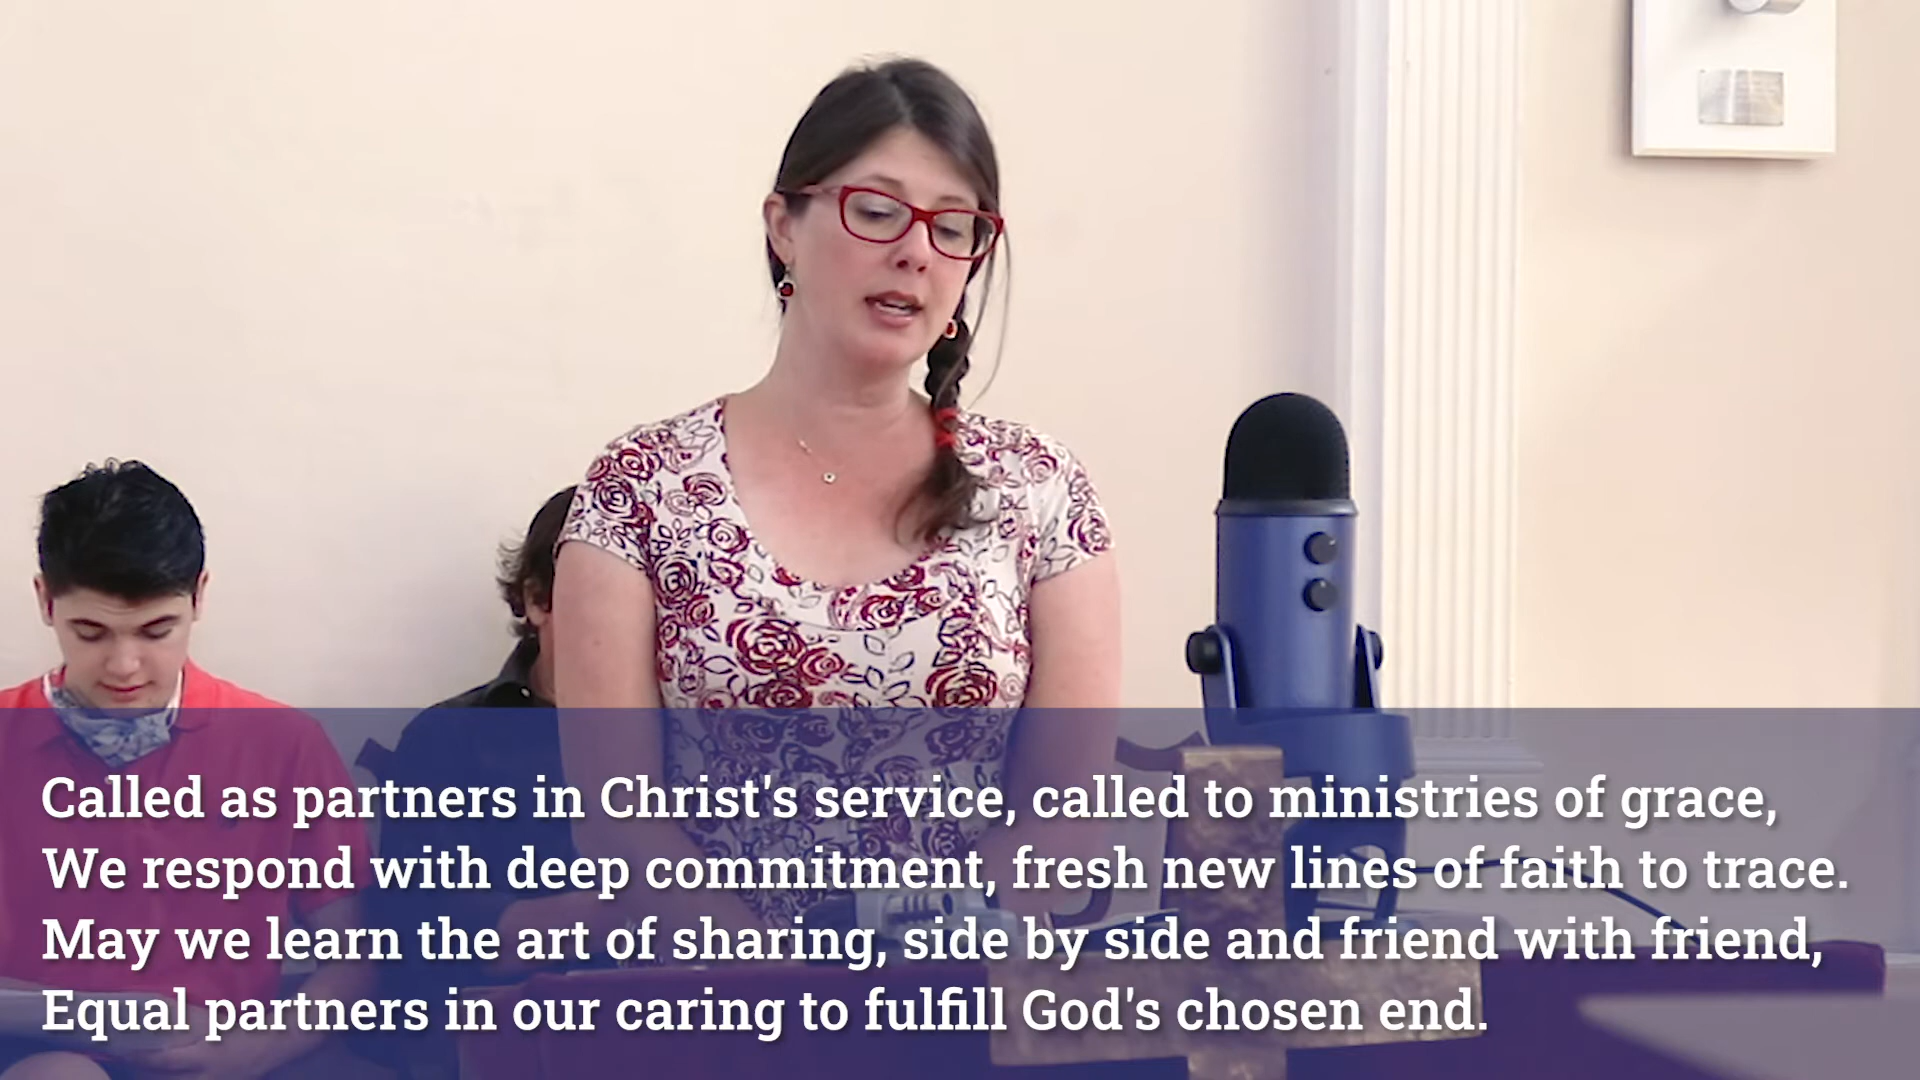 Called as partners in Christ's service, called to ministries of grace,
We respond with deep commitment, fresh new lines of faith to trace.
May we learn the art of sharing, side by side and friend with friend,
Equal partners in our caring to fulfill God's chosen end.